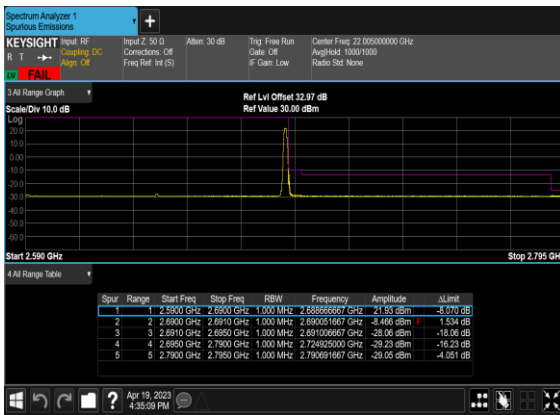 Spectrum Analyzer 1
Spurious Emissions
+
KEYSIGHT
R T
LV FAIL
Input: RF
Coupling: DC
Align: Off
Input Z: 50 Ω
Corrections: Off
Freq Ref: Int (S)
Atten: 30 dB
Trig: Free Run
Gate: Off
IF Gain: Low
Center Freq: 22.005000000 GHz
Avg|Hold: 1000/1000
Radio Std: None
3 All Range Graph
Scale/Div 10.0 dB
Ref Lvl Offset 32.97 dB
Ref Value 30.00 dBm
Log
20.0
10.0
0.00
-10.0
-20.0
-30.0
-40.0
-50.0
-60.0
Start 2.590 GHz
Stop 2.795 GH
4 All Range Table
Spur Range Start Freq Stop Freq RBW Frequency Amplitude ΔLimit
1 1 2.5900 GHz 2.6900 GHz 1.000 MHz 2.688666667 GHz 21.93 dBm -8.070 dB
2 2 2.6900 GHz 2.6910 GHz 1.000 MHz 2.690051667 GHz -8.466 dBm F 1.534 dB
3 3 2.6910 GHz 2.6950 GHz 1.000 MHz 2.691006667 GHz -28.06 dBm -18.06 dB
4 4 2.6950 GHz 2.7900 GHz 1.000 MHz 2.724925000 GHz -29.23 dBm -16.23 dB
5 5 2.7900 GHz 2.7950 GHz 1.000 MHz 2.790691667 GHz -29.05 dBm -4.051 dB
?
Apr 19, 2023
4:35:09 PM